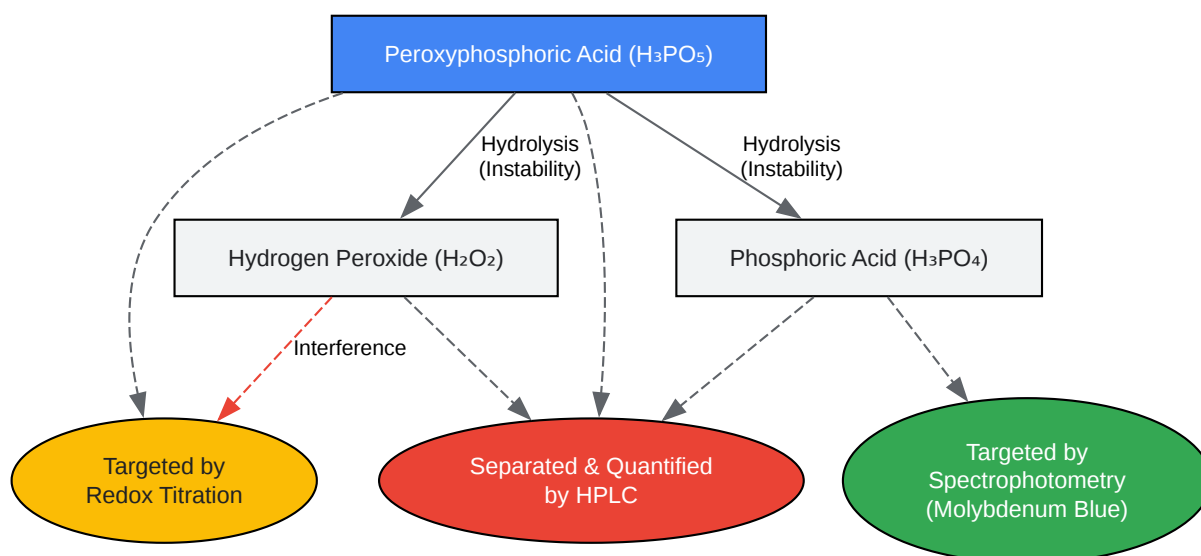 Peroxyphosphoric Acid (H₃PO₅)
Hydrolysis
(Instability)
Hydrolysis
(Instability)
Hydrogen Peroxide (H₂O₂)
Phosphoric Acid (H₃PO₄)
Interference
Targeted by
Redox Titration
Separated & Quantified
by HPLC
Targeted by
Spectrophotometry
(Molybdenum Blue)